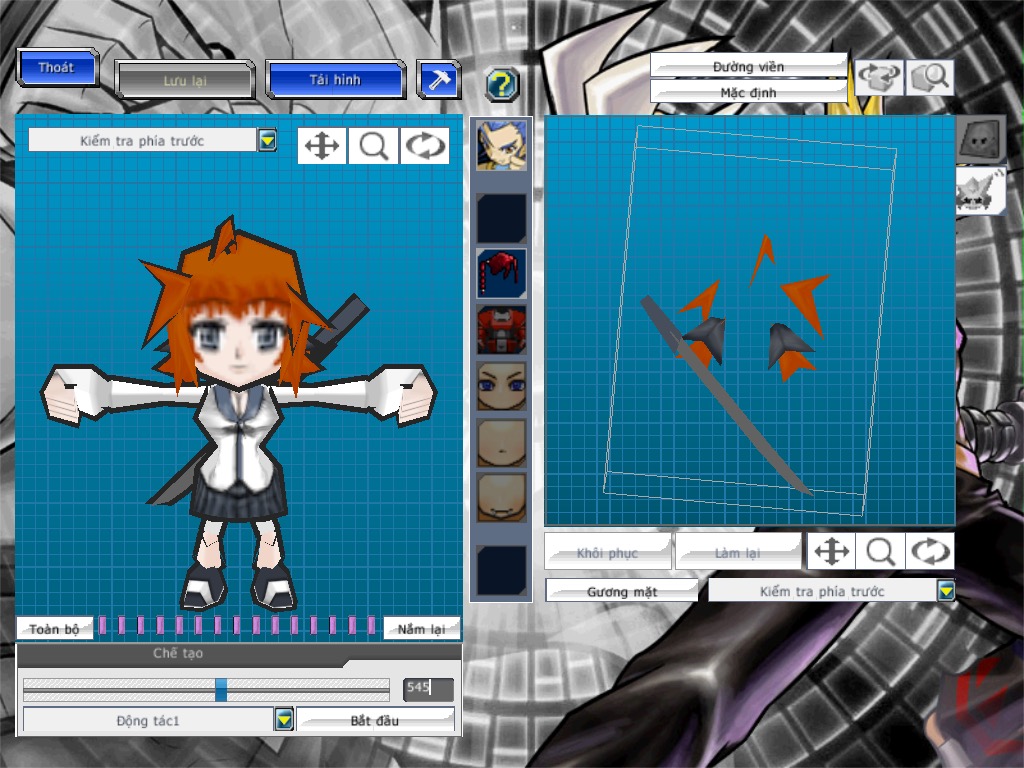 Thoát
Lưu lại
Tải hình
?
Đường viền
Mặc định
Kiểm tra phía trước
Khôi phục
Làm lại
Gương mặt
Kiểm tra phía trước
Toàn bộ
Nắm lại
Chế tạo
545
Động tác1
Bắt đầu